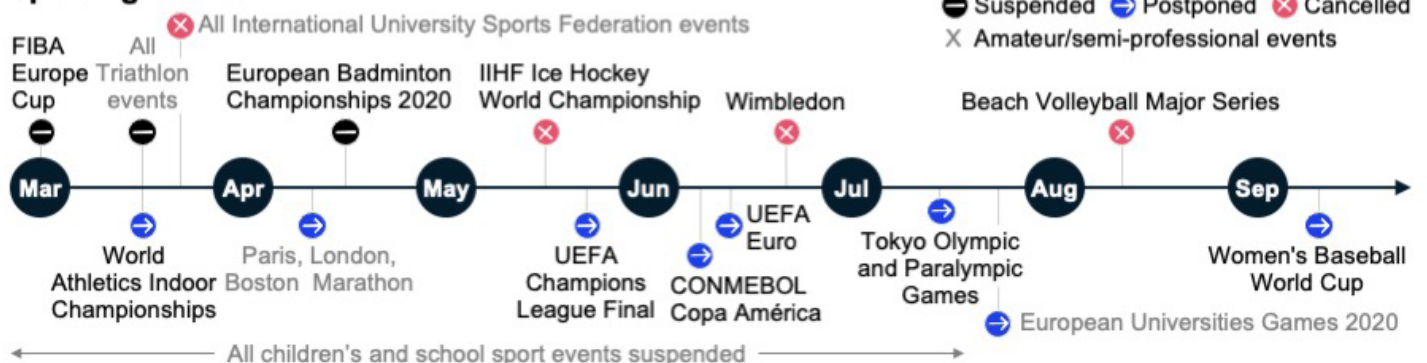 Suspended Postponed Cancelled
X Amateur/semi-professional events
All International University Sports Federation events
FIBA
Europe
Cup
All
Triathlon
events
European Badminton
Championships 2020
IIHF Ice Hockey
World Championship
Wimbledon
Beach Volleyball Major Series
Mar Apr May Jun Jul Aug Sep
World
Athletics Indoor
Championships
Paris, London,
Boston Marathon
UEFA
Champions
League Final
CONMEBOL
Copa América
UEFA
Euro
Tokyo Olympic
and Paralympic
Games
European Universities Games 2020
Women's Baseball
World Cup
All children's and school sport events suspended